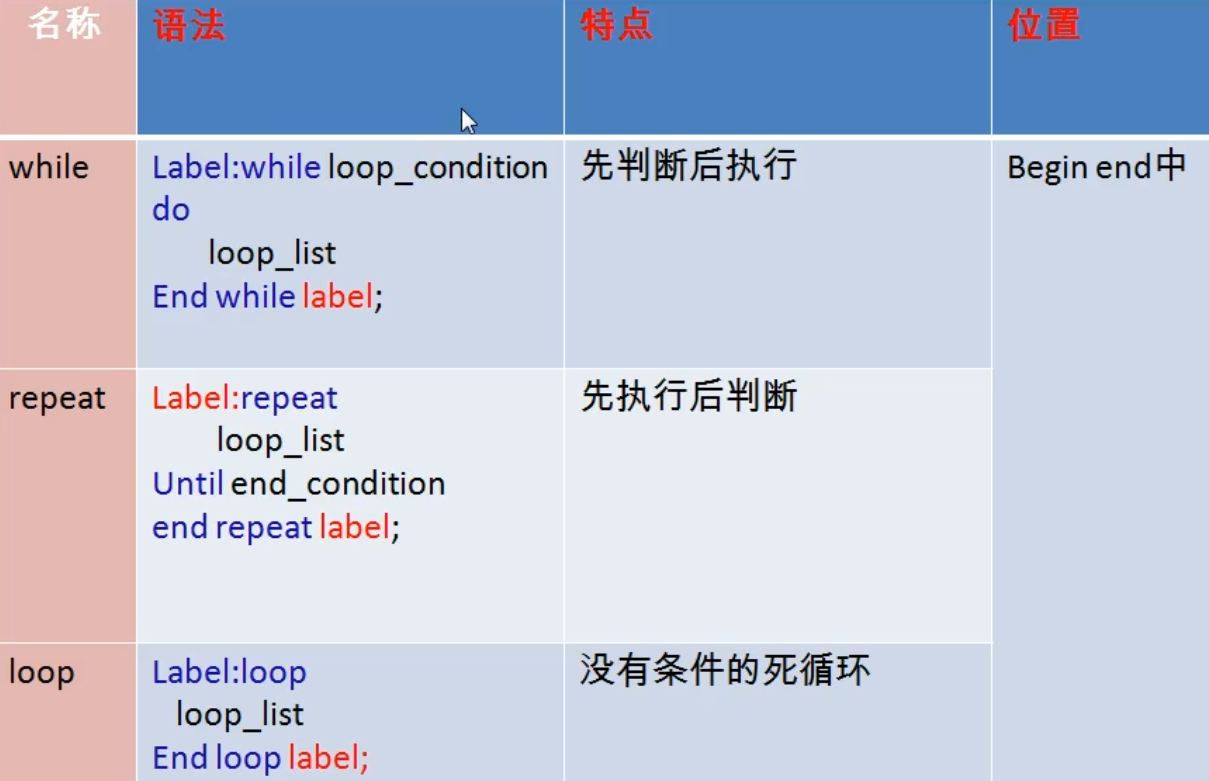 名称 语法 特点 位置
while
Label:while loop_condition
do
loop_list
End while label;
先判断后执行
Begin end中
repeat
Label:repeat
loop_list
Until end_condition
end repeat label;
先执行后判断
loop
Label:loop
loop_list
End loop label;
没有条件的死循环